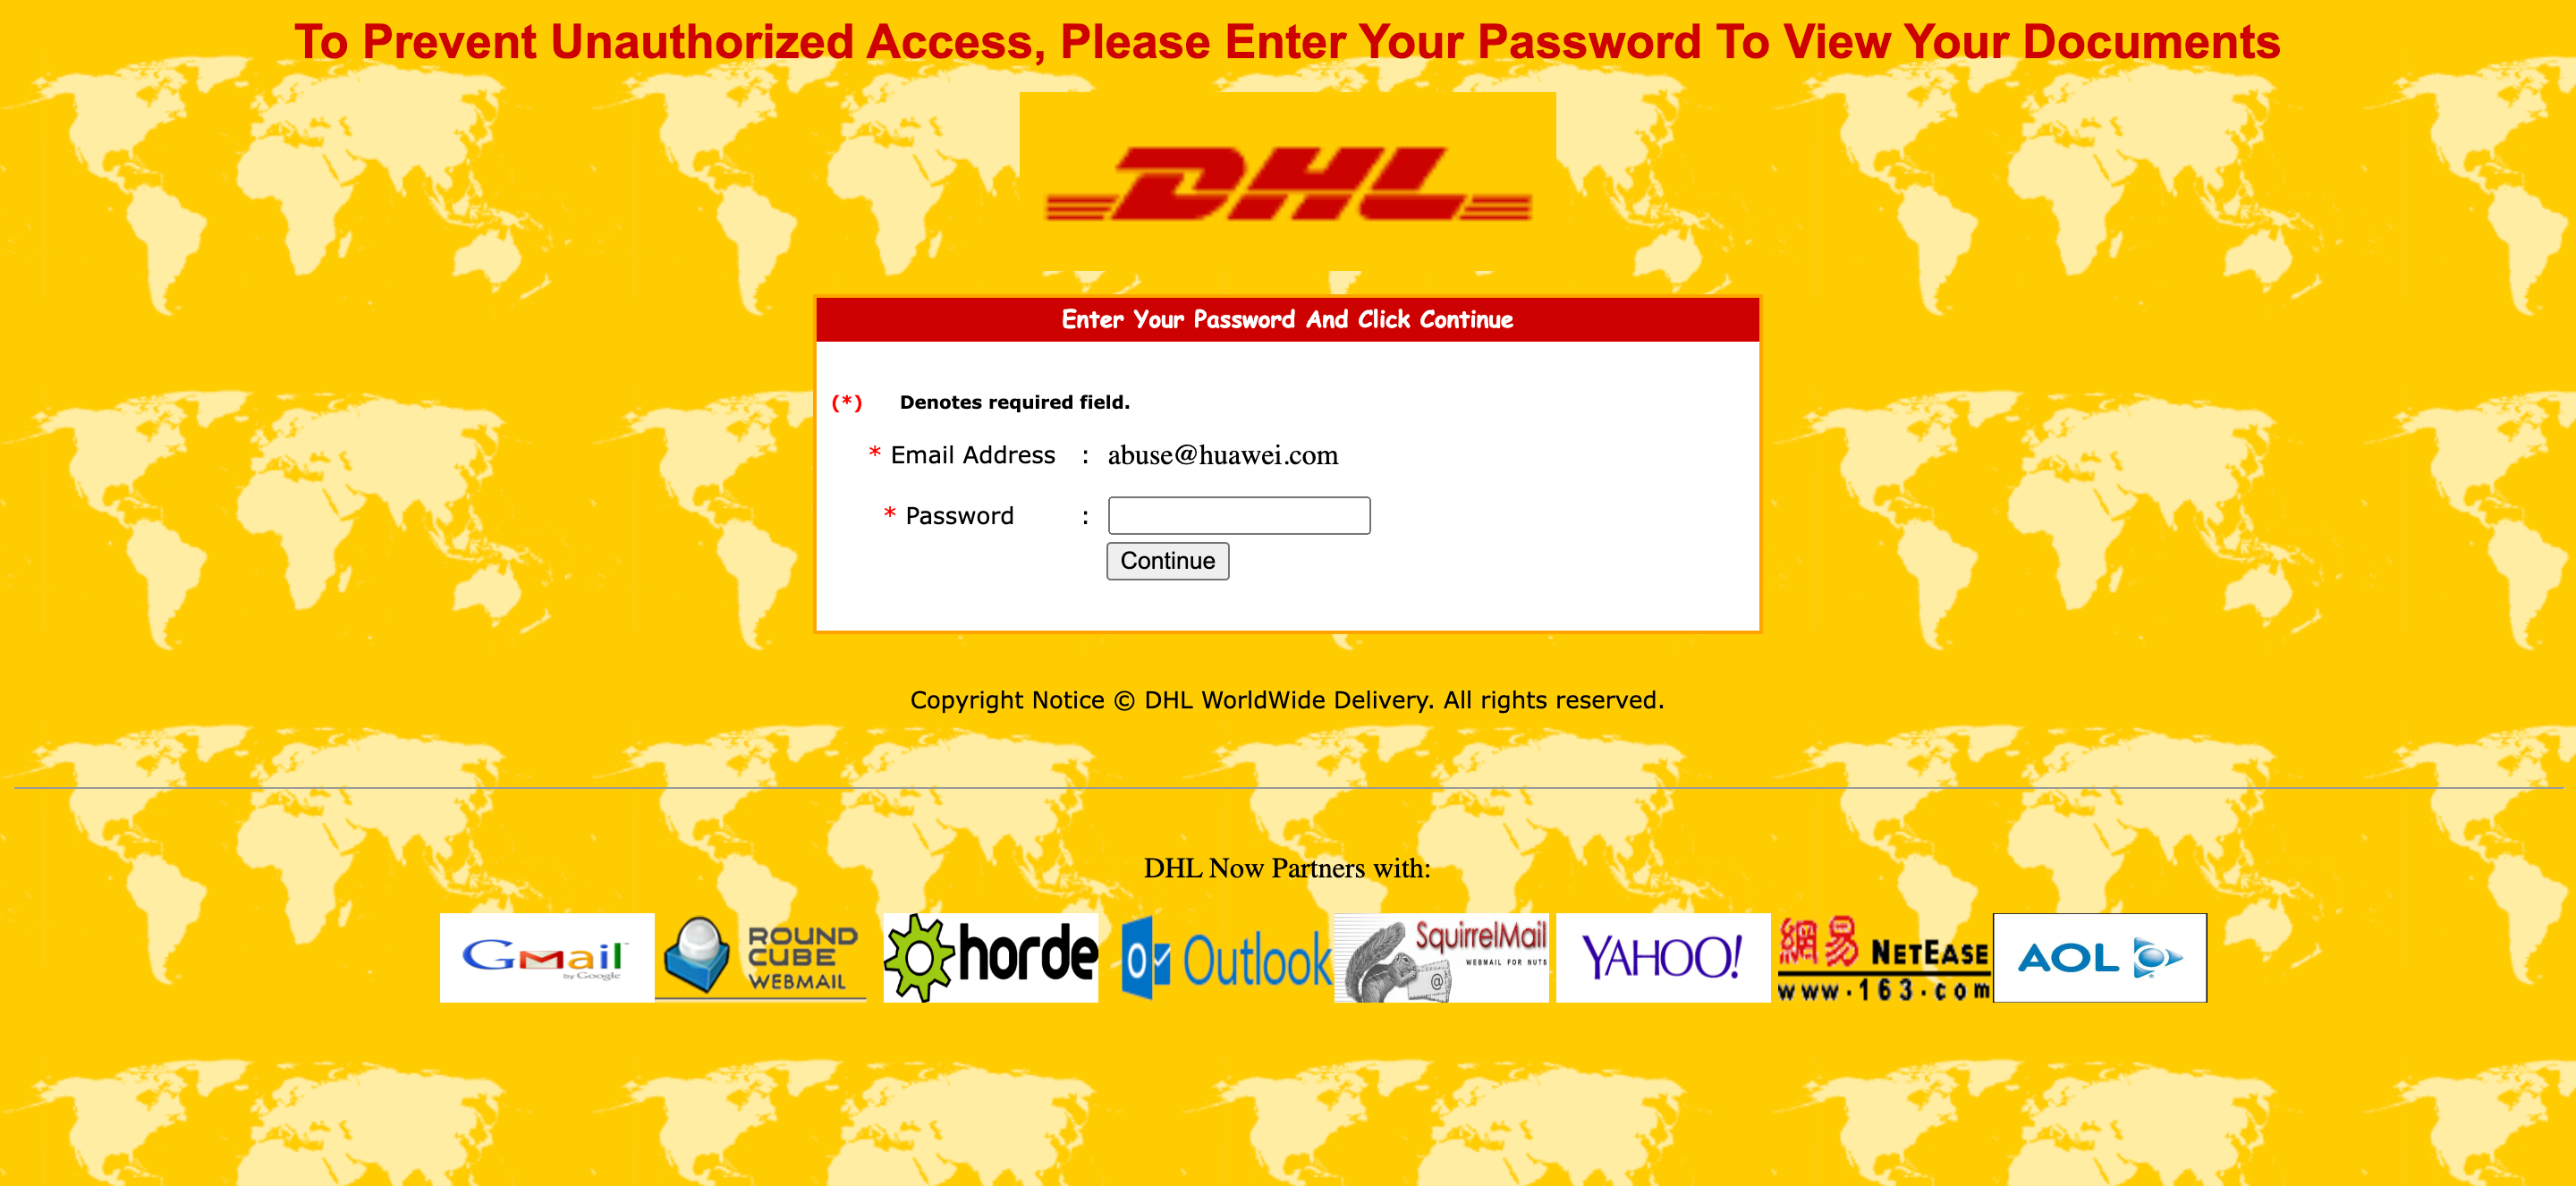 To Prevent Unauthorized Access, Please Enter Your Password To View Your Documents
DHL
Enter Your Password And Click Continue
(*) Denotes required field.
* Email Address : abuse@huawei.com
* Password :
Continue
Copyright Notice © DHL WorldWide Delivery. All rights reserved.
DHL Now Partners with:
Gmail™
by Google
ROUND
CUBE
WEBMAIL
horde
Outlook
SquirrelMail
WEBMAIL FOR NUTS
@
YAHOO!
網易 NETEASE
www.163.com
AOL